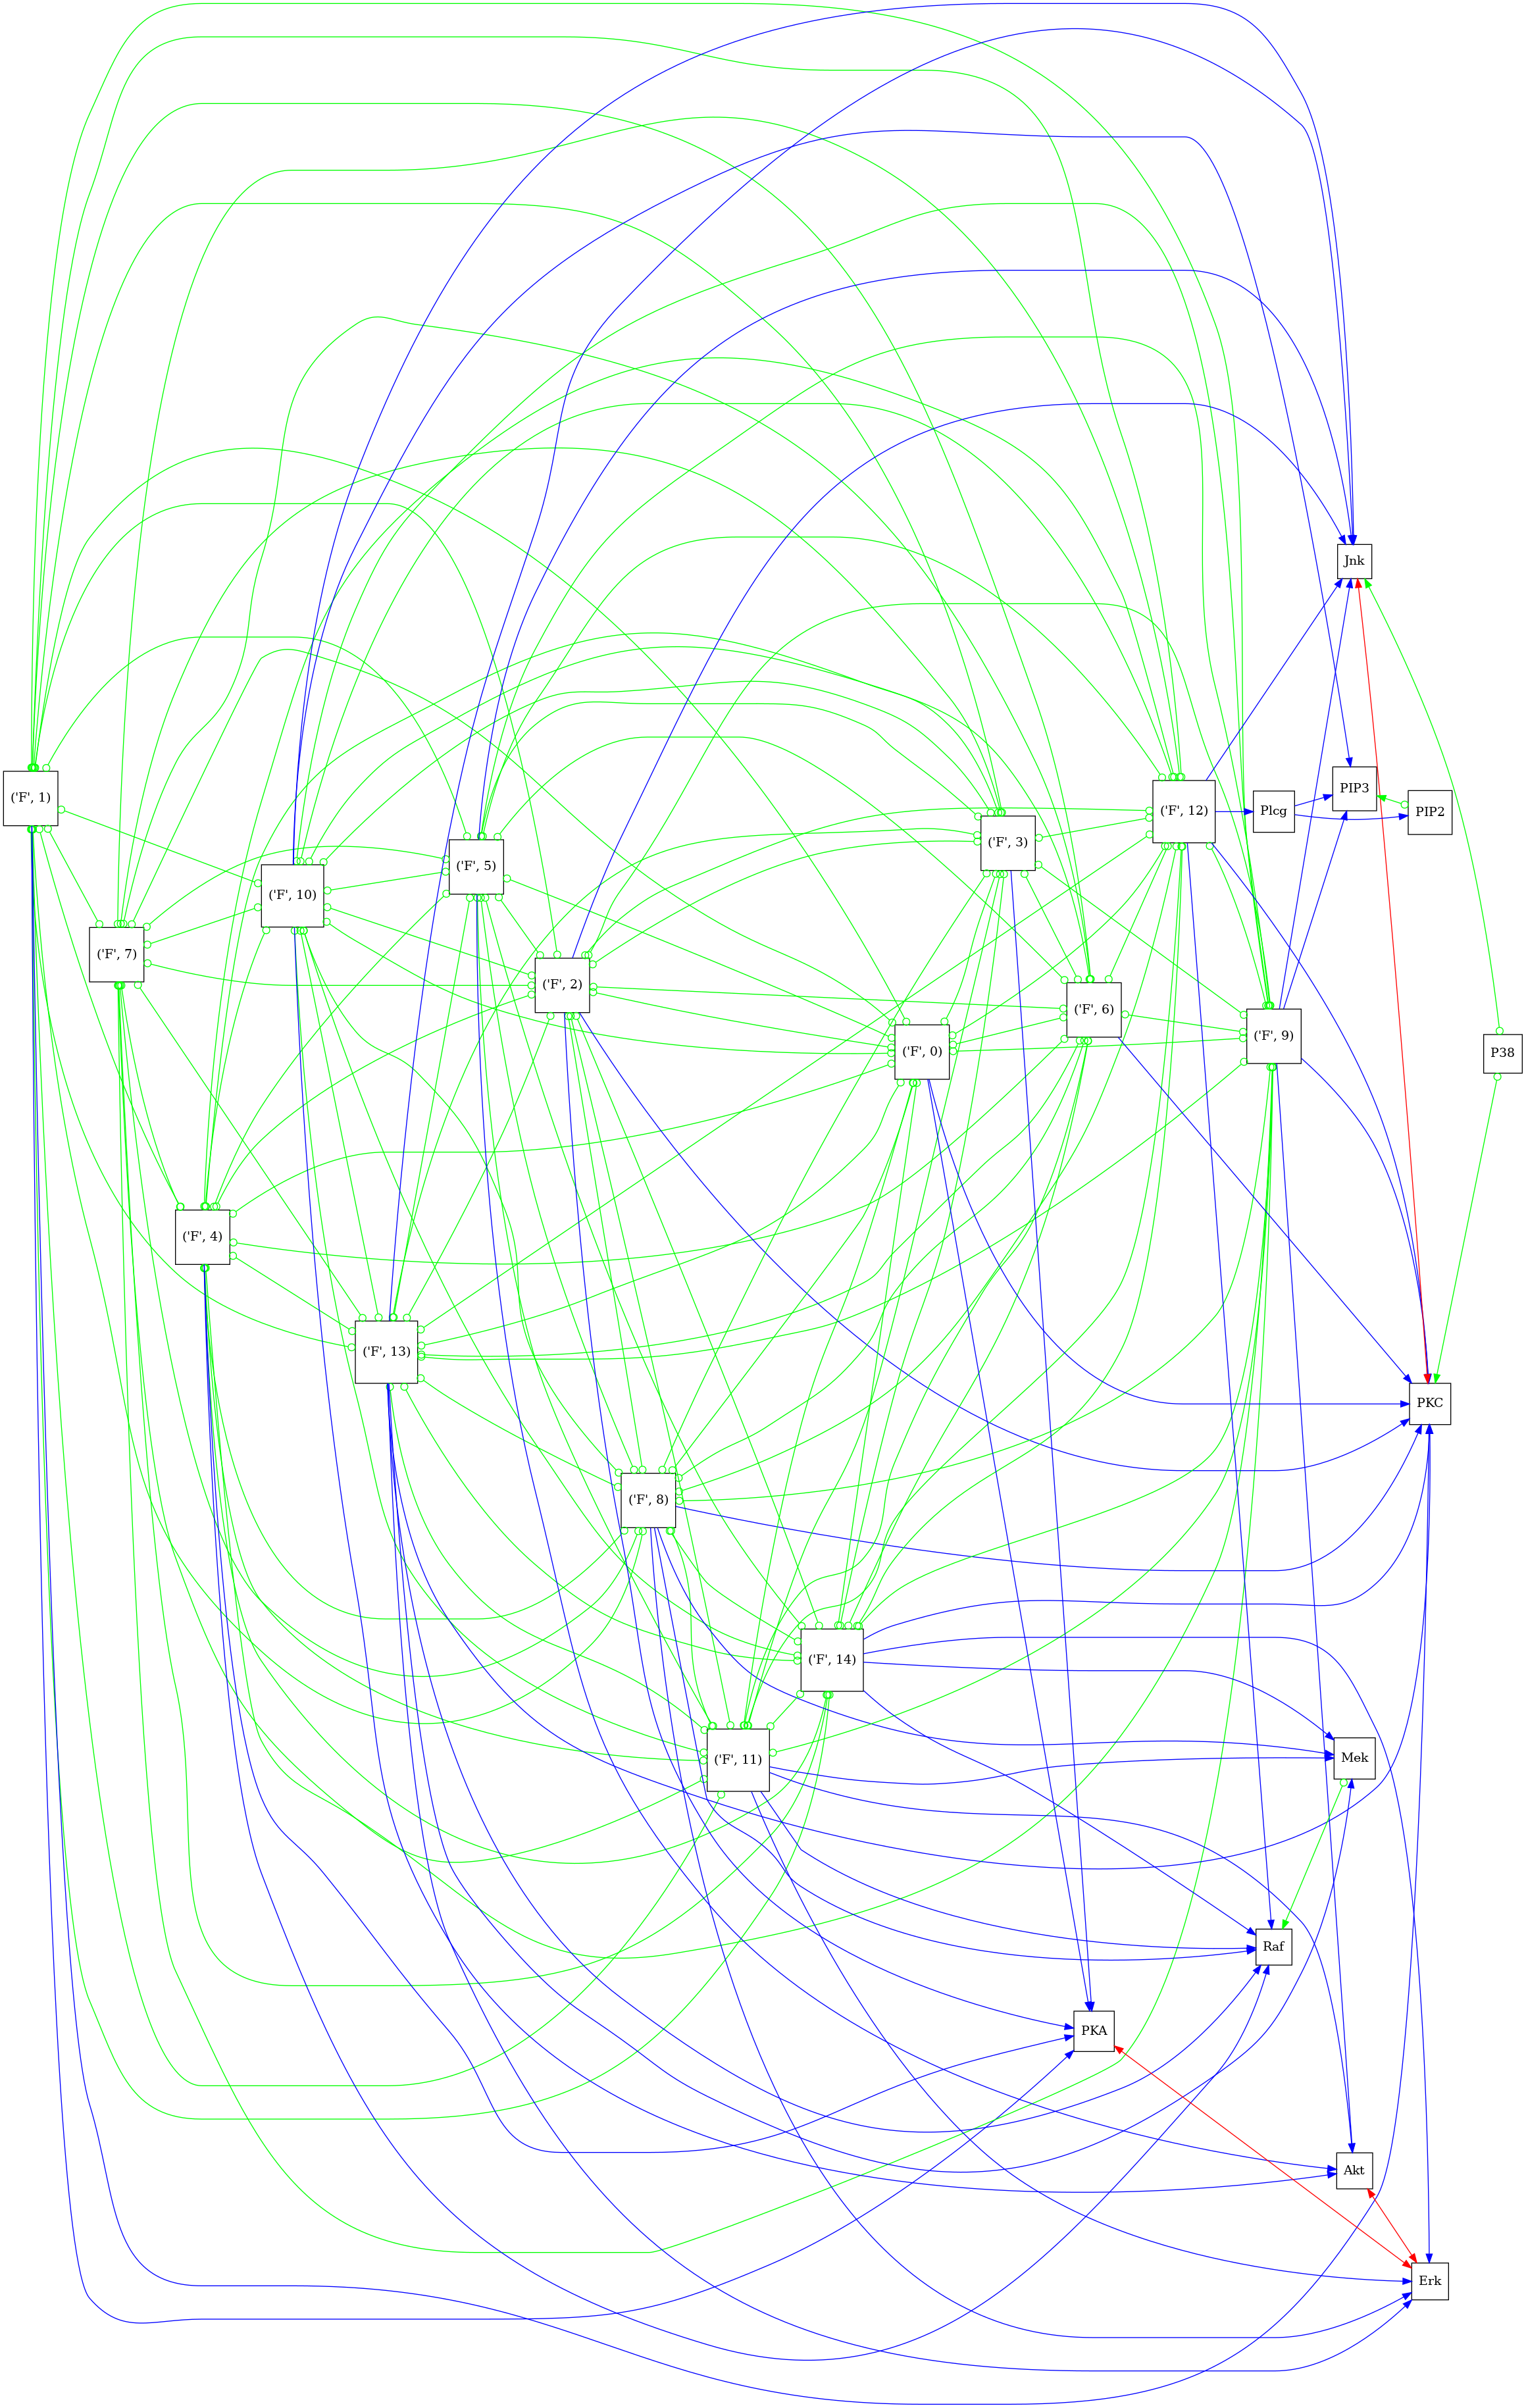 Jnk
('F', 1)
PIP3
('F', 12)
Plcg
PIP2
('F', 3)
('F', 5)
('F', 10)
('F', 7)
('F', 2)
('F', 6)
('F', 9)
('F', 0)
P38
('F', 4)
('F', 13)
PKC
('F', 8)
('F', 14)
('F', 11)
Mek
Raf
PKA
Akt
Erk